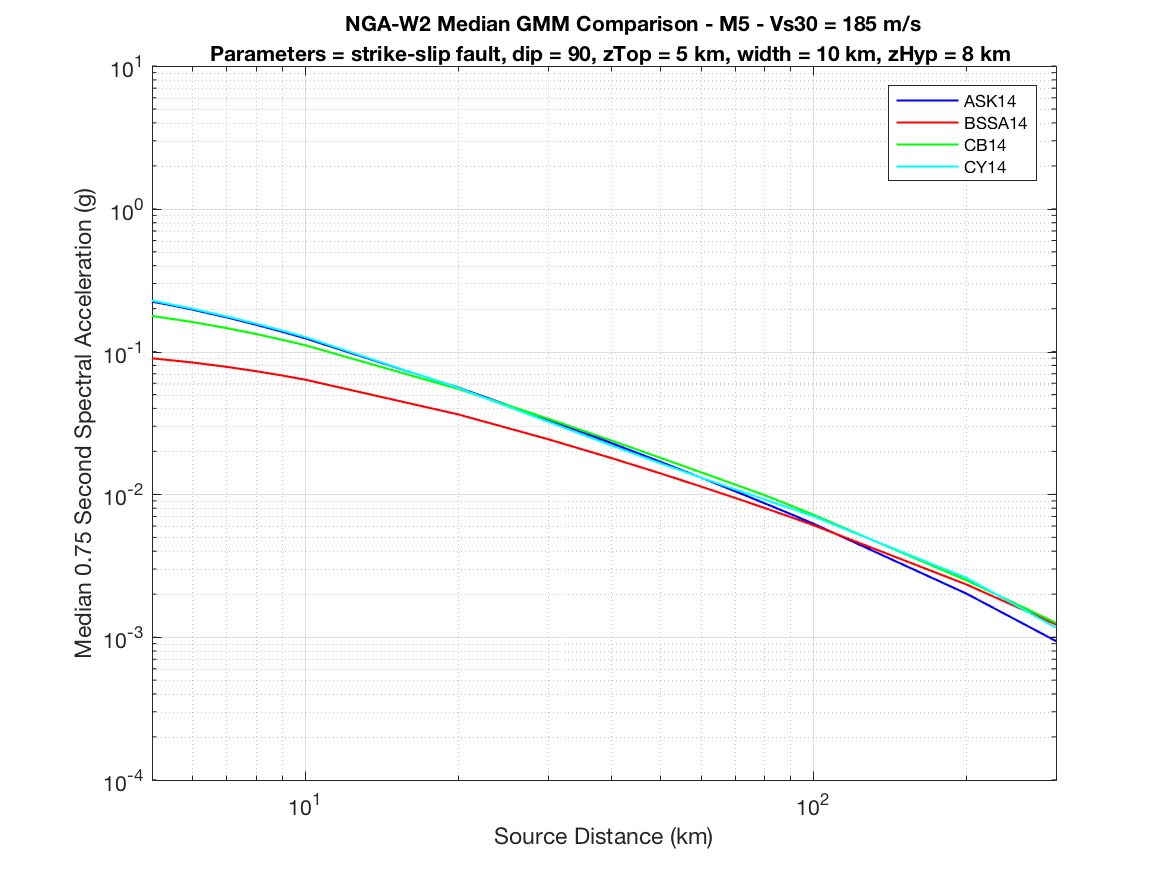 NGA-W2 Median GMM Comparison - M5 - Vs30 = 185 m/s
Parameters = strike-slip fault, dip = 90, zTop = 5 km, width = 10 km, zHyp = 8 km
ASK14
BSSA14
CB14
CY14
Median 0.75 Second Spectral Acceleration (g)
10^1
10^0
10^-1
10^-2
10^-3
10^-4
10^1
10^2
Source Distance (km)